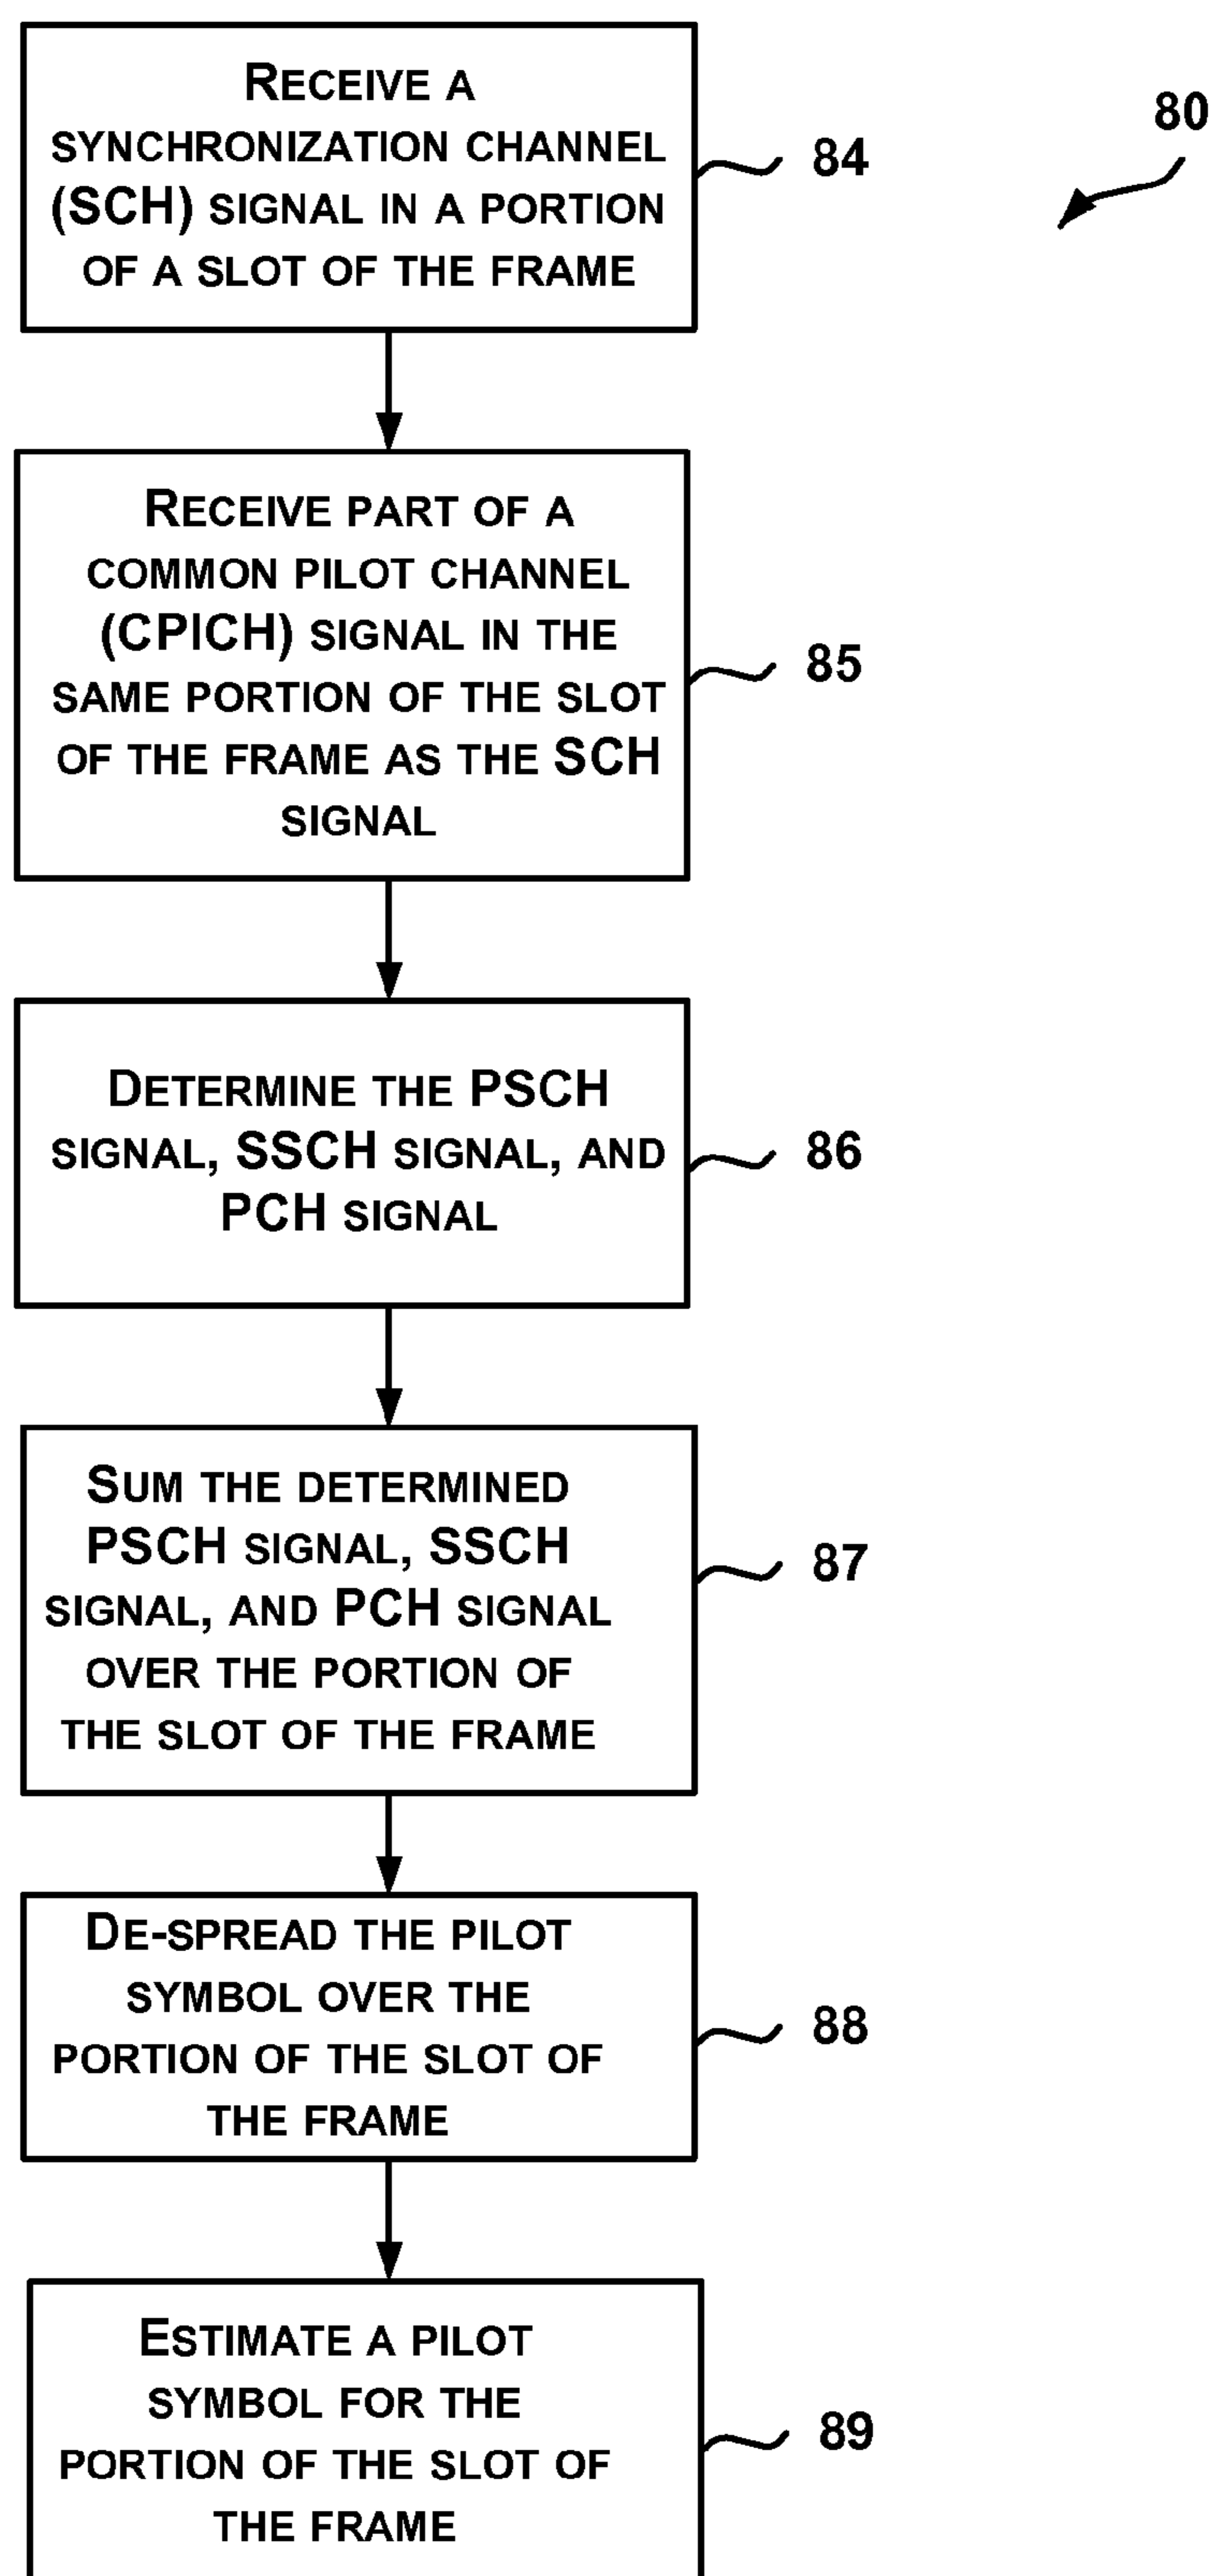 80
RECEIVE A
SYNCHRONIZATION CHANNEL
(SCH) SIGNAL IN A PORTION
OF A SLOT OF THE FRAME
84
RECEIVE PART OF A
COMMON PILOT CHANNEL
(CPICH) SIGNAL IN THE
SAME PORTION OF THE SLOT
OF THE FRAME AS THE SCH
SIGNAL
85
DETERMINE THE PSCH
SIGNAL, SSCH SIGNAL, AND
PCH SIGNAL
86
SUM THE DETERMINED
PSCH SIGNAL, SSCH
SIGNAL, AND PCH SIGNAL
OVER THE PORTION OF
THE SLOT OF THE FRAME
87
DE-SPREAD THE PILOT
SYMBOL OVER THE
PORTION OF THE SLOT OF
THE FRAME
88
ESTIMATE A PILOT
SYMBOL FOR THE
PORTION OF THE SLOT OF
THE FRAME
89